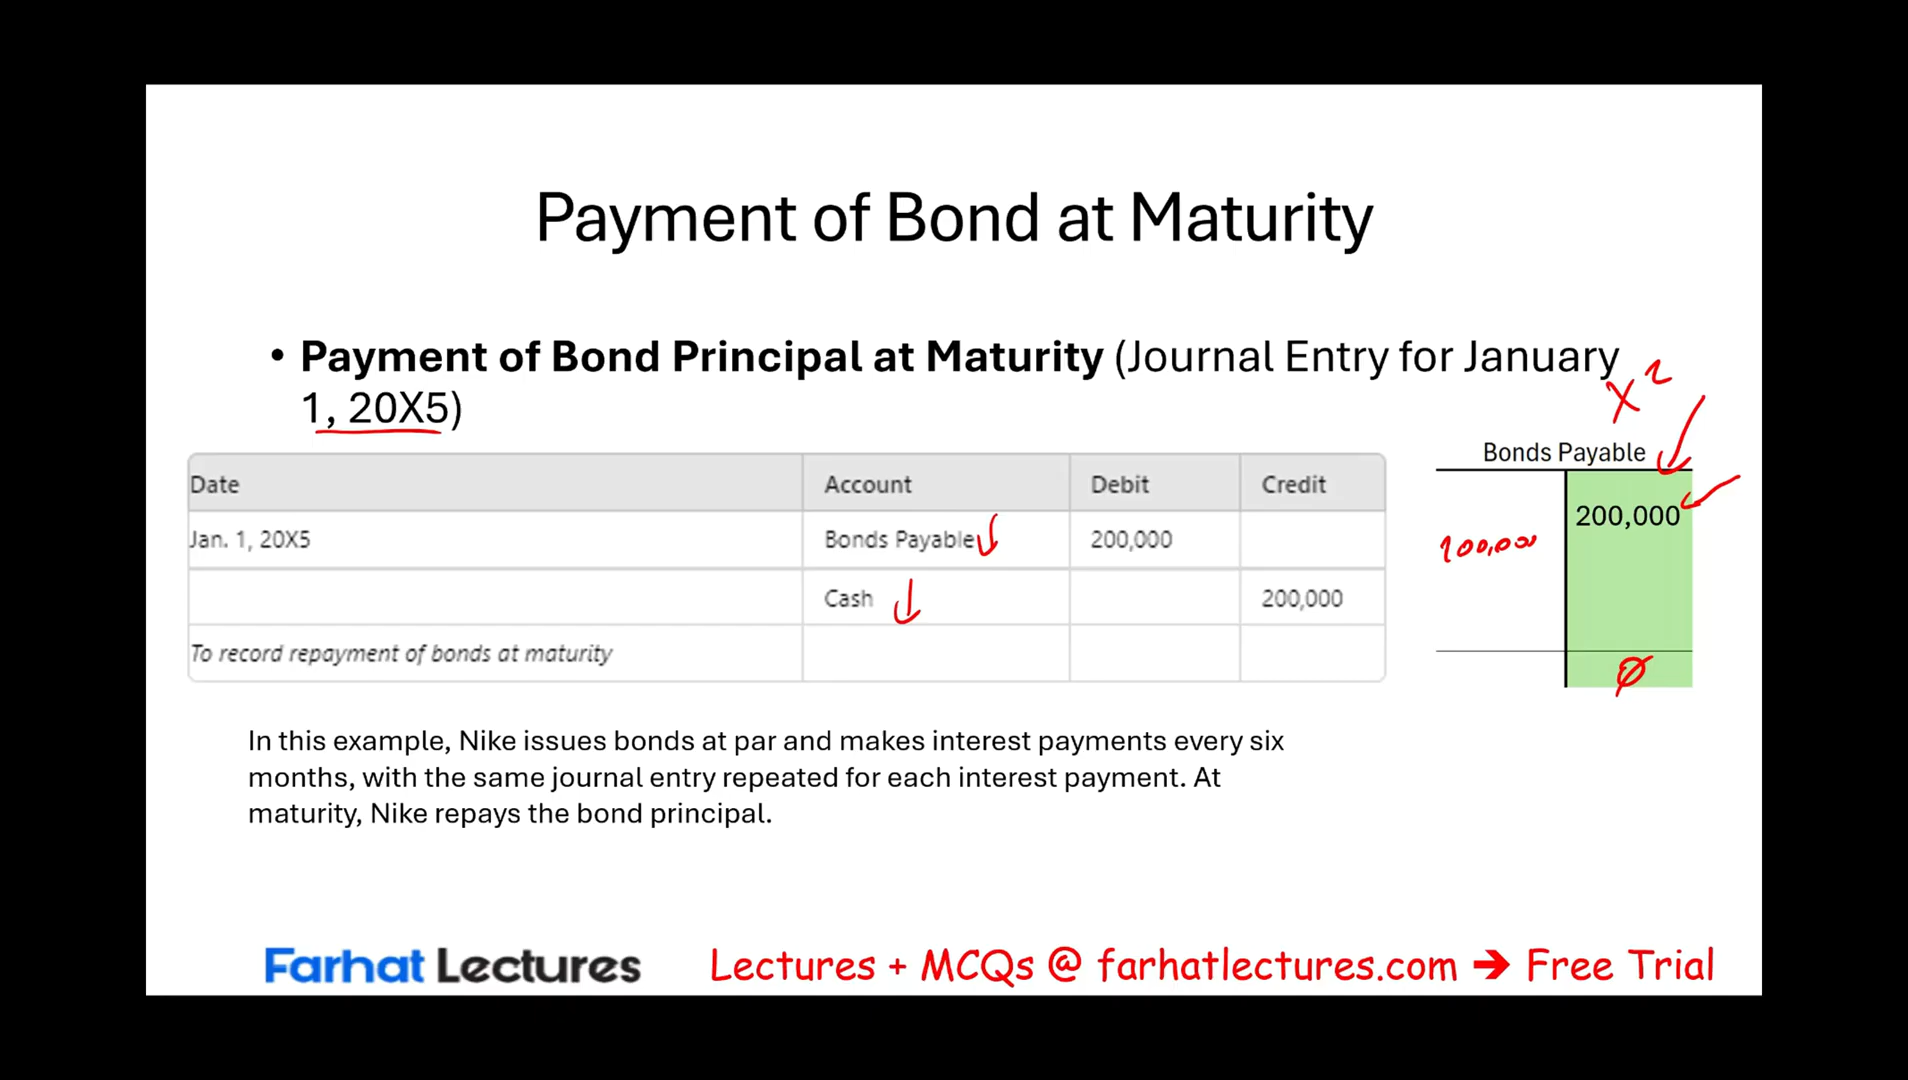 Payment of Bond at Maturity
• Payment of Bond Principal at Maturity (Journal Entry for January
1, 20X5)
X2
Bonds Payable
Date Account Debit Credit
200,000
Jan. 1, 20X5 Bonds Payable 200,000
Cash 200,000
To record repayment of bonds at maturity
Ø
In this example, Nike issues bonds at par and makes interest payments every six
months, with the same journal entry repeated for each interest payment. At
maturity, Nike repays the bond principal.
Farhat Lectures
Lectures + MCQs @ farhatlectures.com ➔ Free Trial